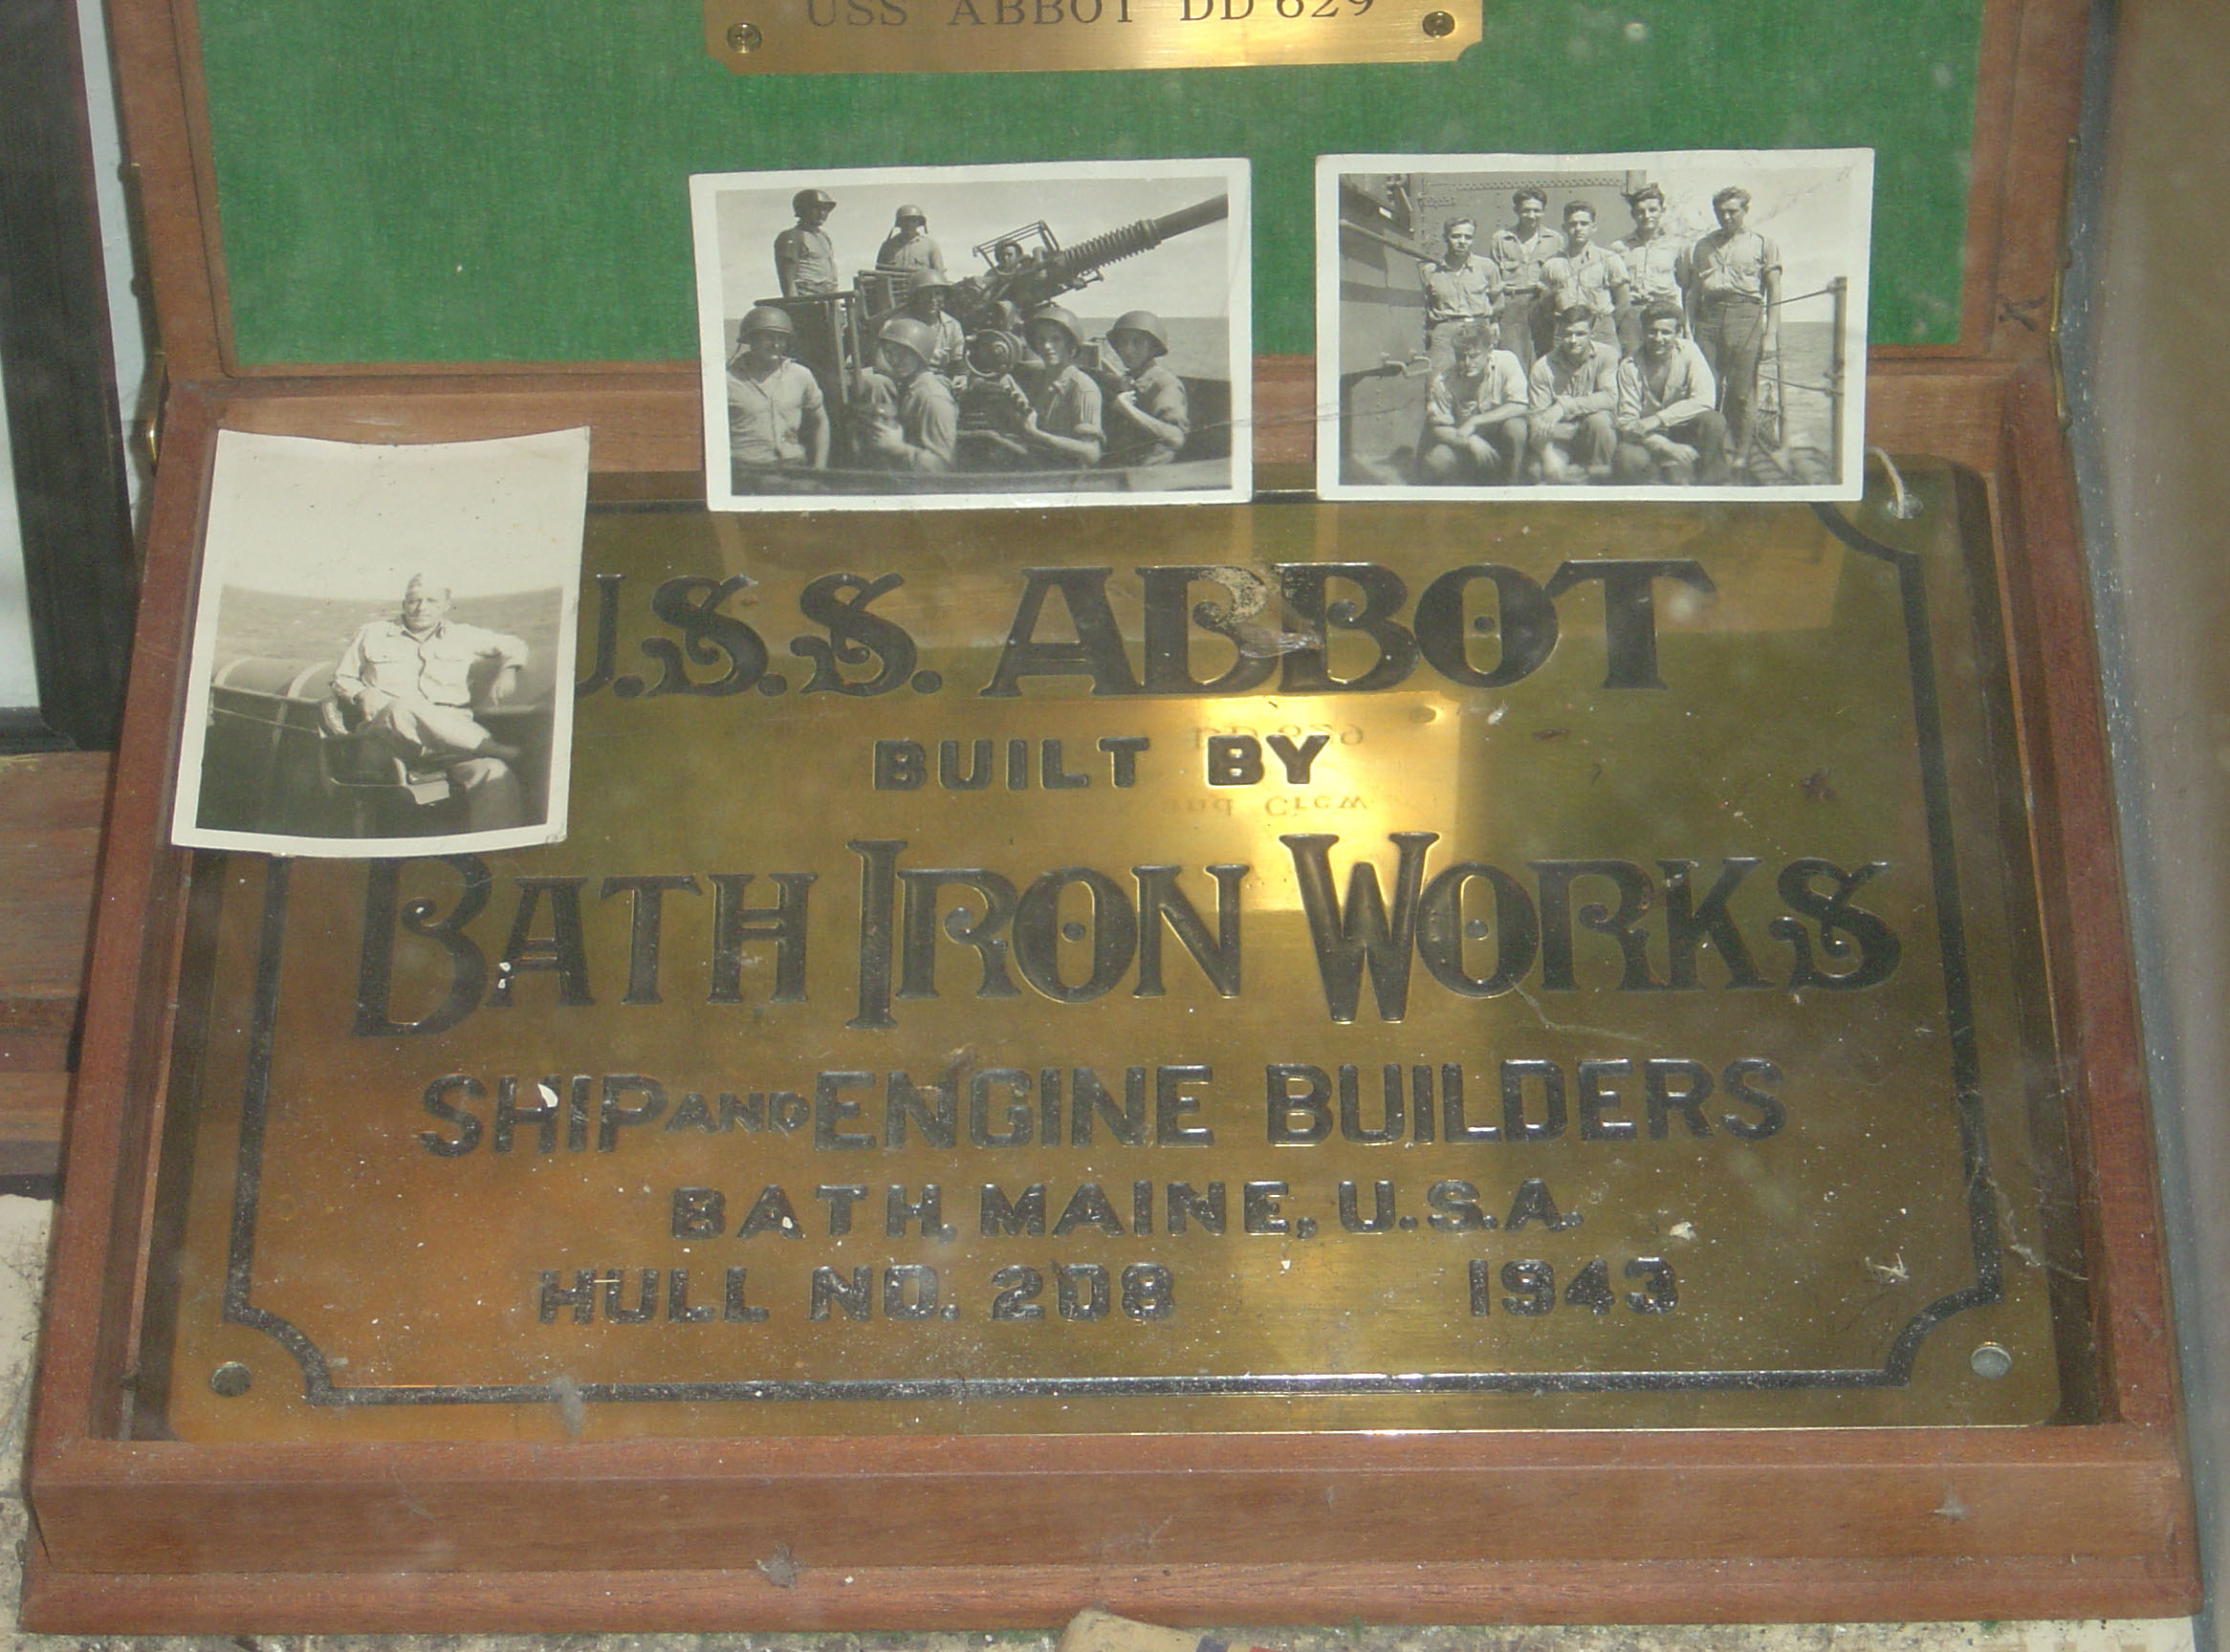 USS ABBOT DD 629
U.S.S. ABBOT
BUILT BY
BATH IRON WORKS
SHIP AND ENGINE BUILDERS
BATH, MAINE, U.S.A.
HULL NO. 208 1943